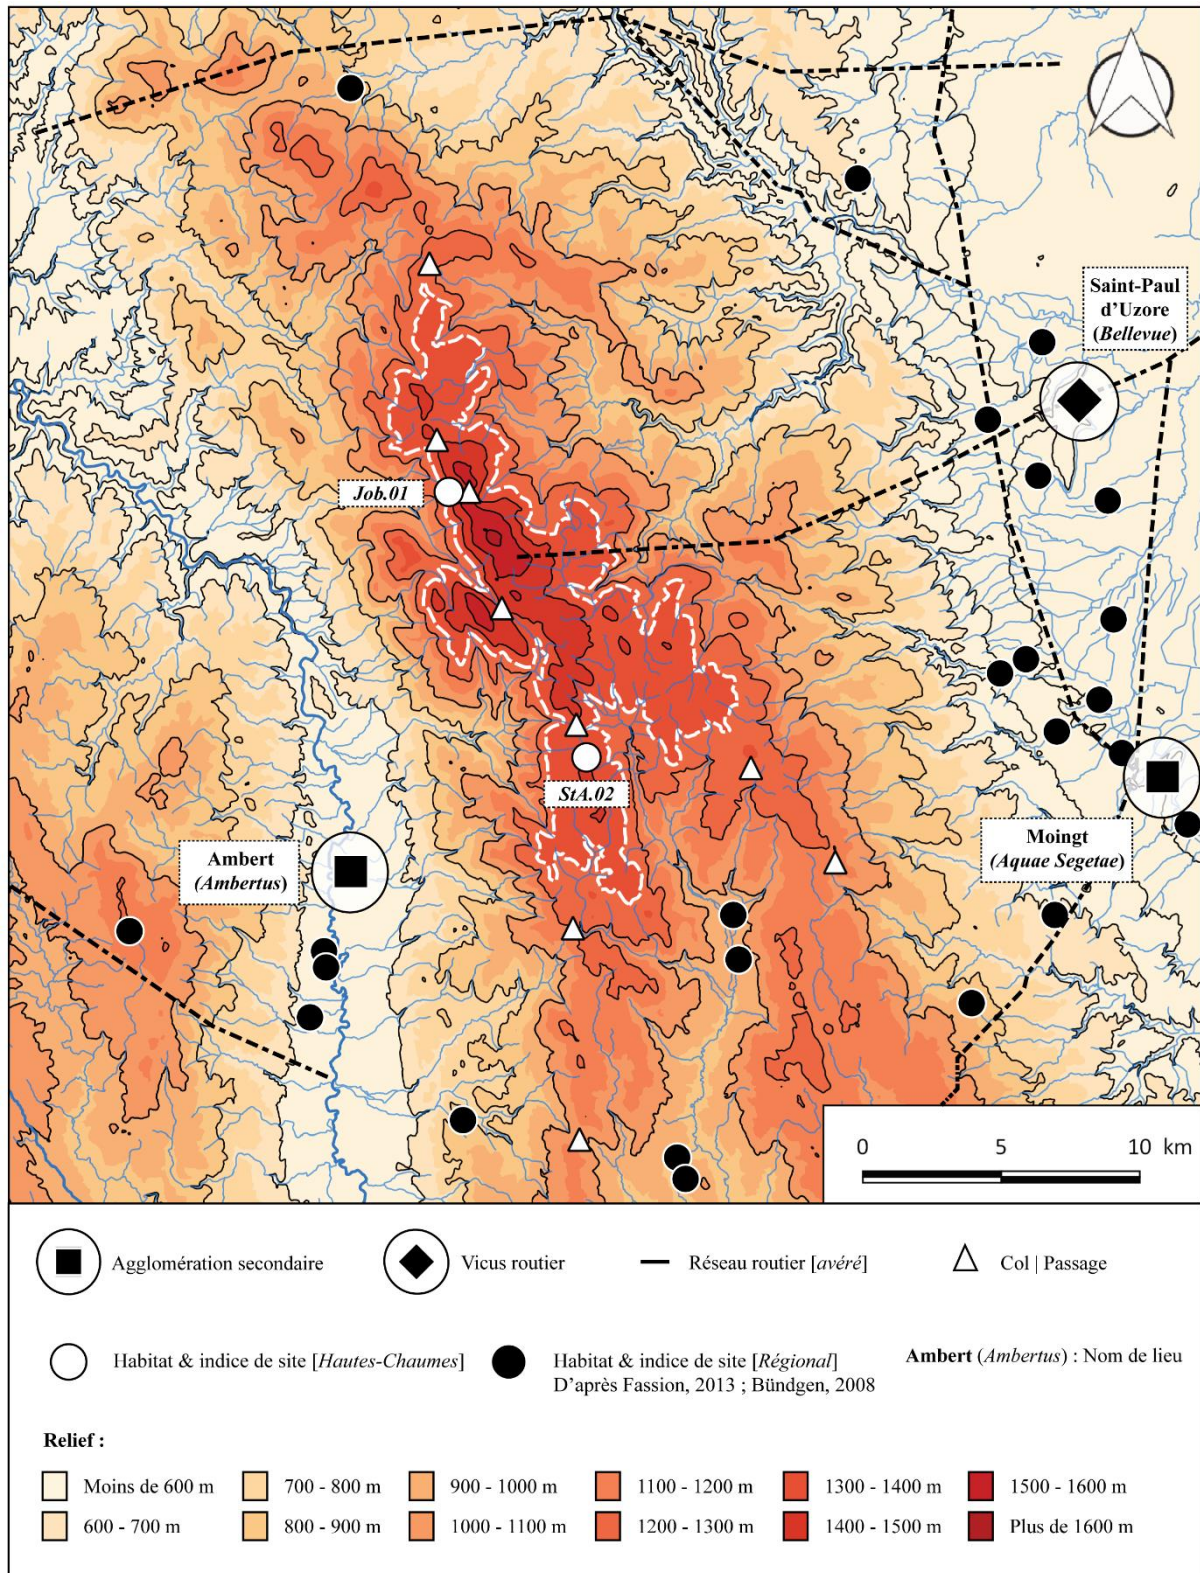 Saint-Paul
d'Uzore
(Bellevue)
Job.01
StA.02
Ambert
(Ambertus)
Moingt
(Aquae Segetae)
0 5 10 km
Agglomération secondaire
Vicus routier
Réseau routier [avéré]
Col | Passage
Habitat & indice de site [Hautes-Chaumes]
Habitat & indice de site [Régional]
D'après Fassion, 2013 ; Bündgen, 2008
Ambert (Ambertus) : Nom de lieu
Relief :
Moins de 600 m
700 - 800 m
900 - 1000 m
1100 - 1200 m
1300 - 1400 m
1500 - 1600 m
600 - 700 m
800 - 900 m
1000 - 1100 m
1200 - 1300 m
1400 - 1500 m
Plus de 1600 m